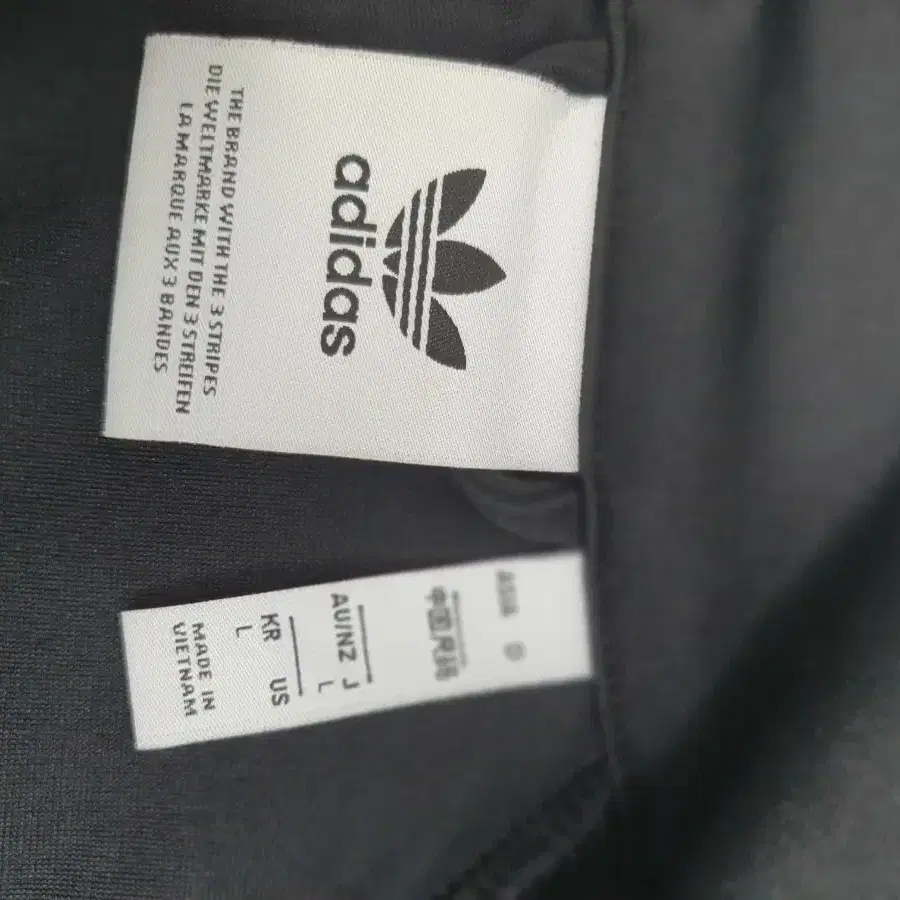 adidas
THE BRAND WITH THE 3 STRIPES
DIE WELTMARKE MIT DEN 3 STREIFEN
LA MARQUE AUX 3 BANDES
ASIA
AU/NZ J
L
KR US
L
MADE IN
VIETNAM